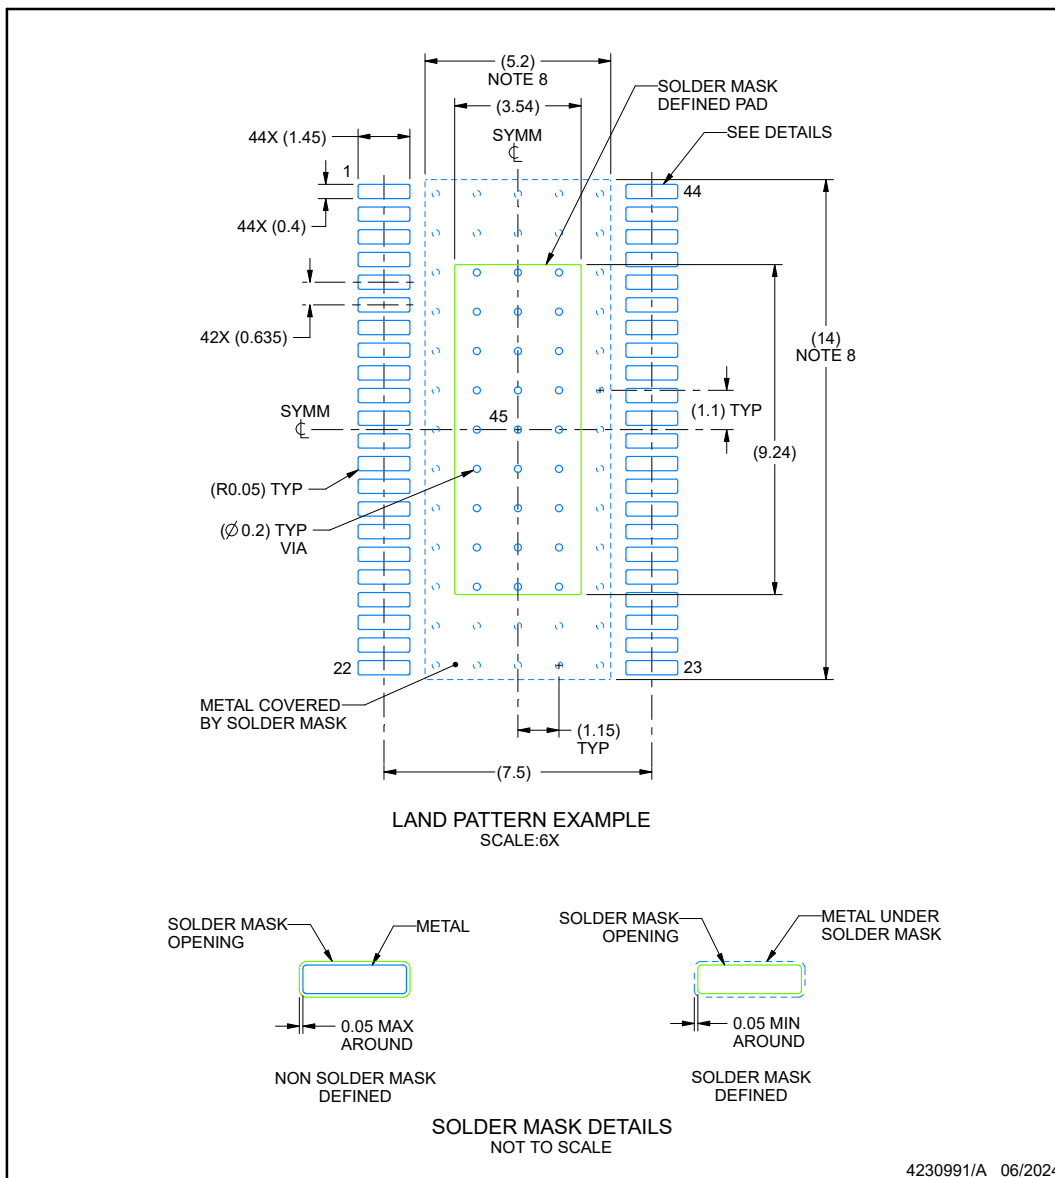 (5.2)
NOTE 8
SOLDER MASK
DEFINED PAD
(3.54)
44X (1.45)
SYMM
SEE DETAILS
1
44
44X (0.4)
42X (0.635)
(14)
NOTE 8
SYMM
45
(1.1) TYP
(9.24)
(R0.05) TYP
(Ø 0.2) TYP
VIA
22
23
METAL COVERED
BY SOLDER MASK
(1.15)
TYP
(7.5)
LAND PATTERN EXAMPLE
SCALE:6X
SOLDER MASK
OPENING
METAL
0.05 MAX
AROUND
NON SOLDER MASK
DEFINED
SOLDER MASK
OPENING
METAL UNDER
SOLDER MASK
0.05 MIN
AROUND
SOLDER MASK
DEFINED
SOLDER MASK DETAILS
NOT TO SCALE
4230991/A 06/2024